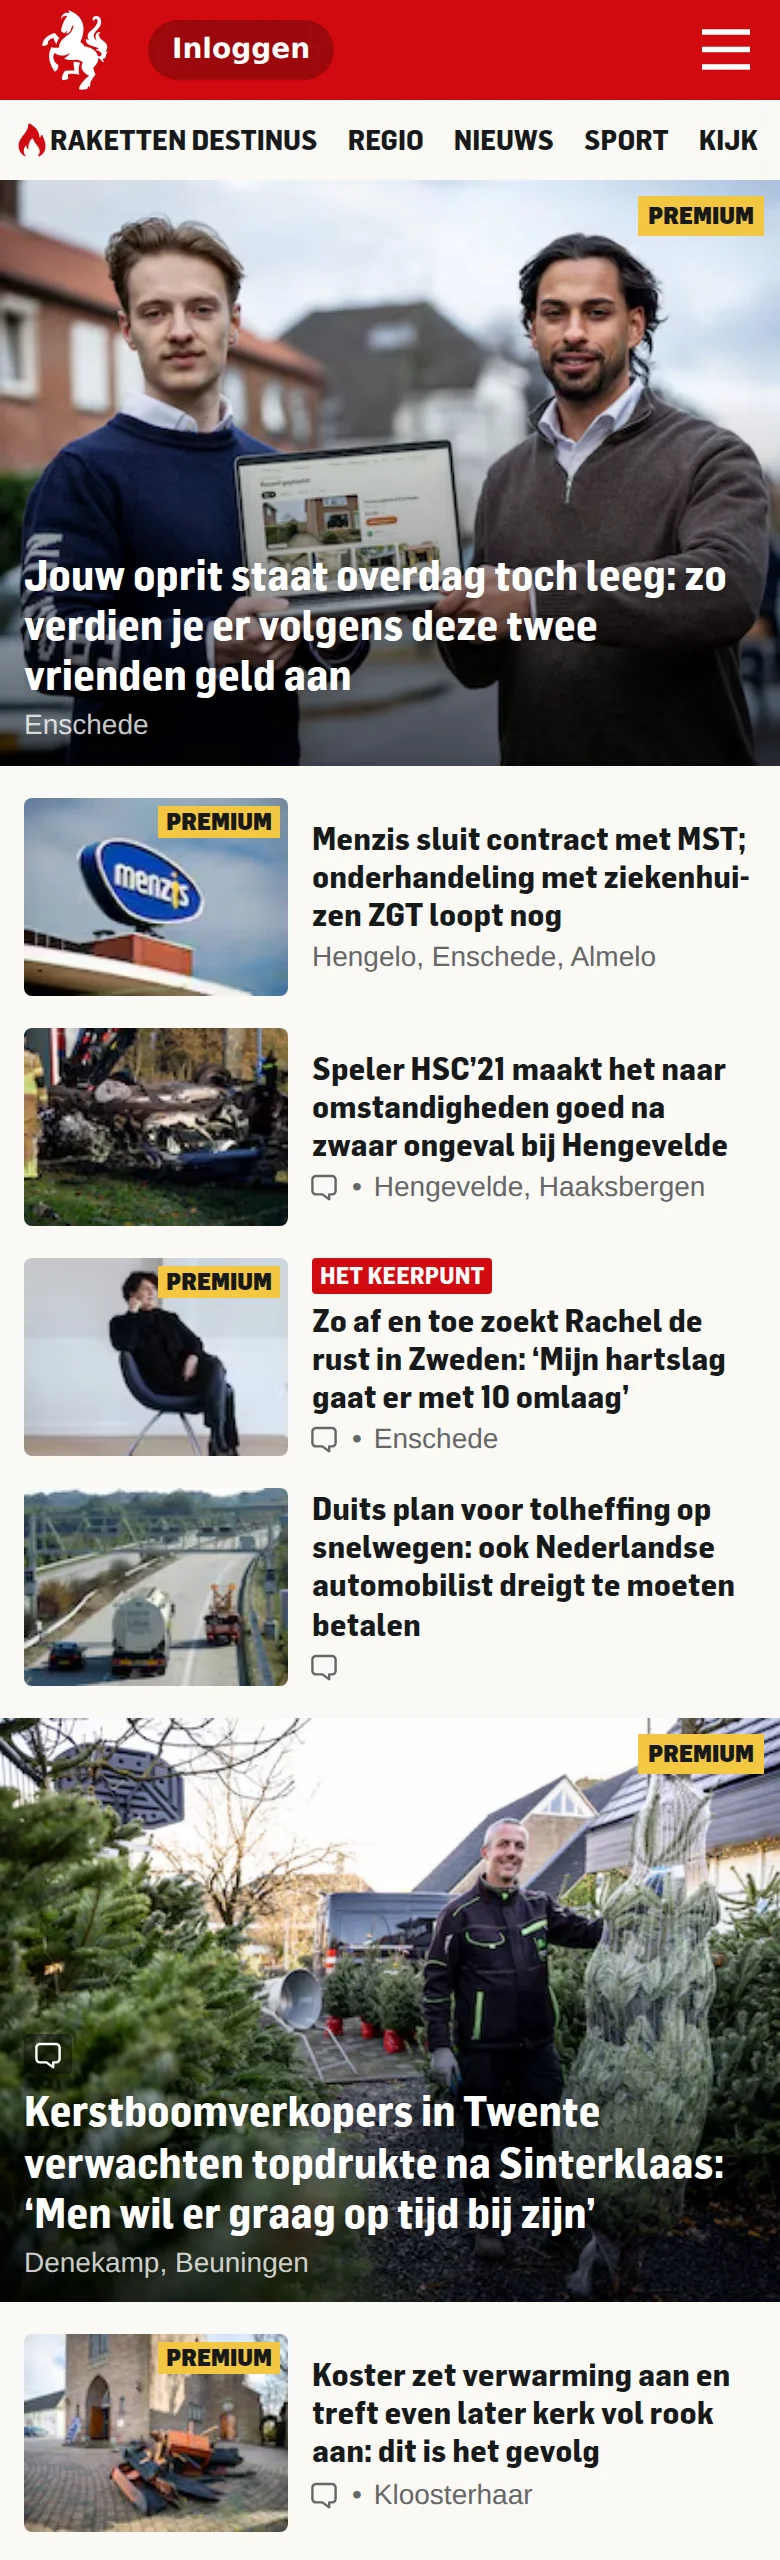 Inloggen
RAKETTEN DESTINUS REGIO NIEUWS SPORT KIJK
PREMIUM
Jouw oprit staat overdag toch leeg: zo
verdien je er volgens deze twee
vrienden geld aan
Enschede
PREMIUM
menzis
Menzis sluit contract met MST;
onderhandeling met ziekenhui-
zen ZGT loopt nog
Hengelo, Enschede, Almelo
Speler HSC’21 maakt het naar
omstandigheden goed na
zwaar ongeval bij Hengevelde
• Hengevelde, Haaksbergen
PREMIUM
HET KEERPUNT
Zo af en toe zoekt Rachel de
rust in Zweden: ‘Mijn hartslag
gaat er met 10 omlaag’
• Enschede
Duits plan voor tolheffing op
snelwegen: ook Nederlandse
automobilist dreigt te moeten
betalen
PREMIUM
Kerstboomverkopers in Twente
verwachten topdrukte na Sinterklaas:
‘Men wil er graag op tijd bij zijn’
Denekamp, Beuningen
PREMIUM
Koster zet verwarming aan en
treft even later kerk vol rook
aan: dit is het gevolg
• Kloosterhaar